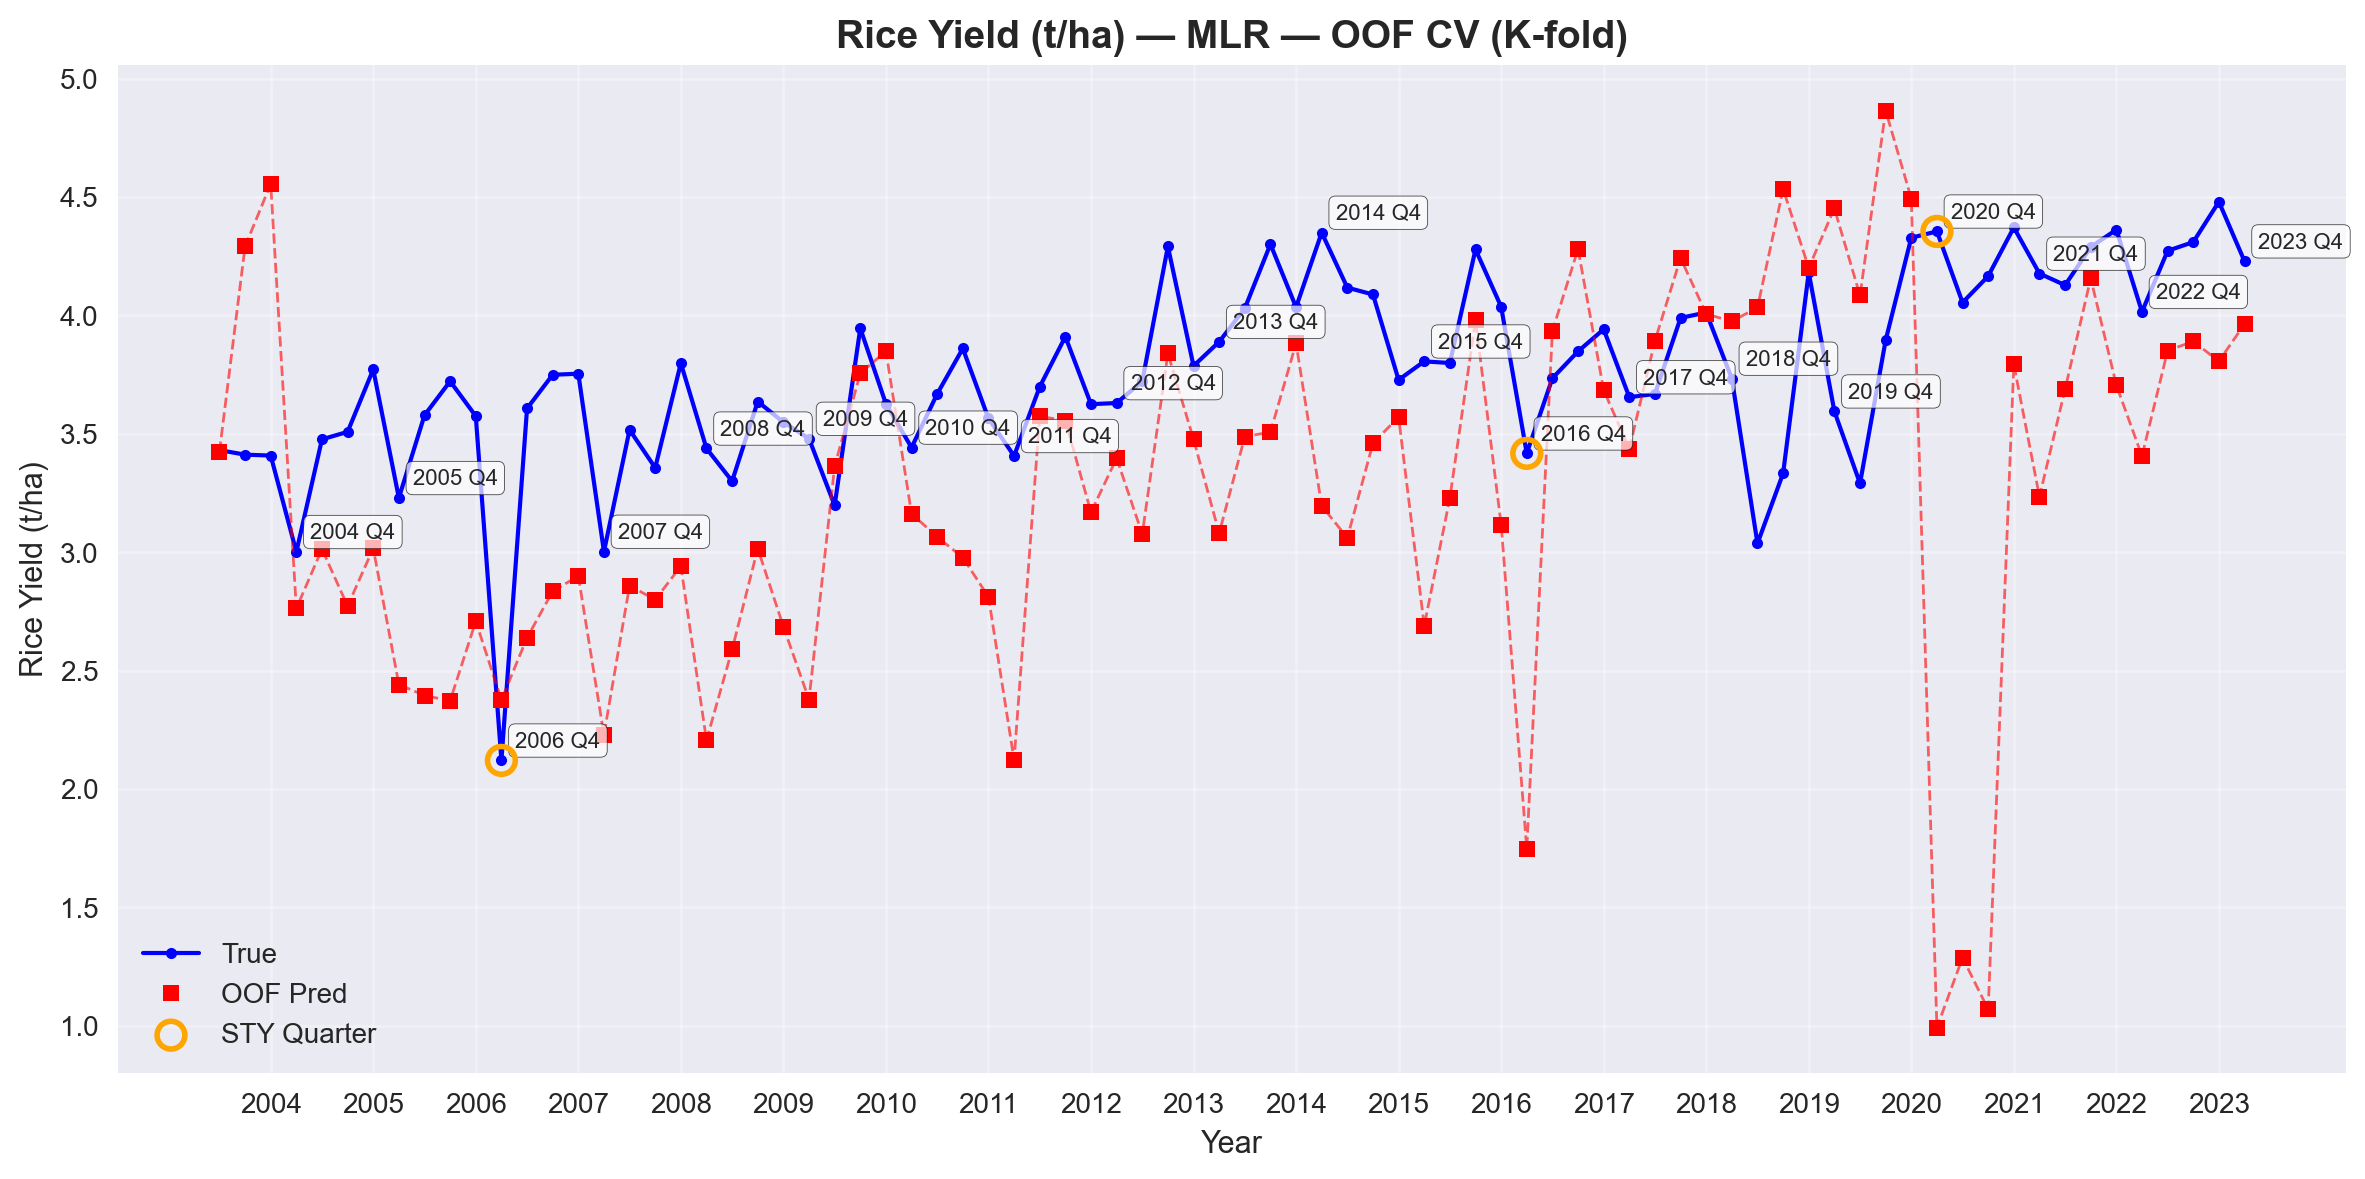 Rice Yield (t/ha) — MLR — OOF CV (K-fold)
Rice Yield (t/ha)
5.0
4.5
4.0
3.5
3.0
2.5
2.0
1.5
1.0
2004 Q4
2005 Q4
2006 Q4
2007 Q4
2008 Q4
2009 Q4
2010 Q4
2011 Q4
2012 Q4
2013 Q4
2014 Q4
2015 Q4
2016 Q4
2017 Q4
2018 Q4
2019 Q4
2020 Q4
2021 Q4
2022 Q4
2023 Q4
True
OOF Pred
STY Quarter
2004 2005 2006 2007 2008 2009 2010 2011 2012 2013 2014 2015 2016 2017 2018 2019 2020 2021 2022 2023
Year